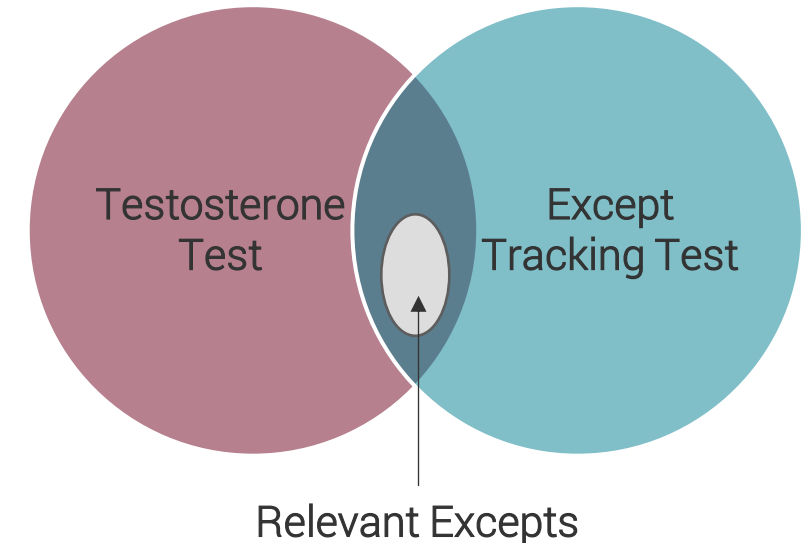 Testosterone
Test
Except
Tracking Test
Relevant Excepts